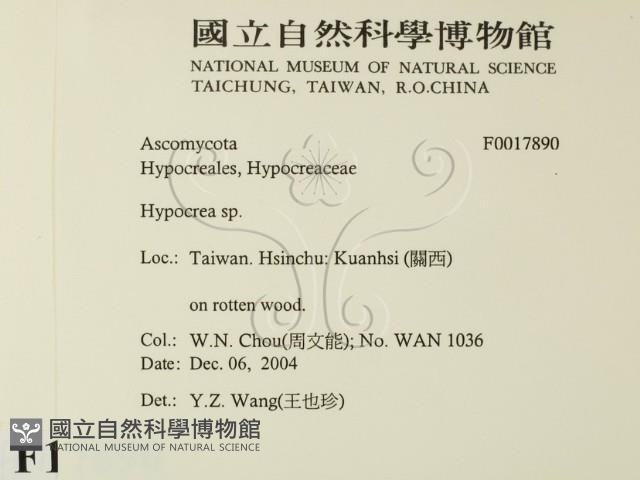 國立自然科學博物館
NATIONAL MUSEUM OF NATURAL SCIENCE
TAICHUNG, TAIWAN, R.O.CHINA
Ascomycota F0017890
Hypocreales, Hypocreaceae
Hypocrea sp.
Loc.: Taiwan. Hsinchu: Kuanhsi (關西)
on rotten wood.
Col.: W.N. Chou(周文能); No. WAN 1036
Date: Dec. 06, 2004
Det.: Y.Z. Wang(王也珍)
國立自然科學博物館
NATIONAL MUSEUM OF NATURAL SCIENCE
F1